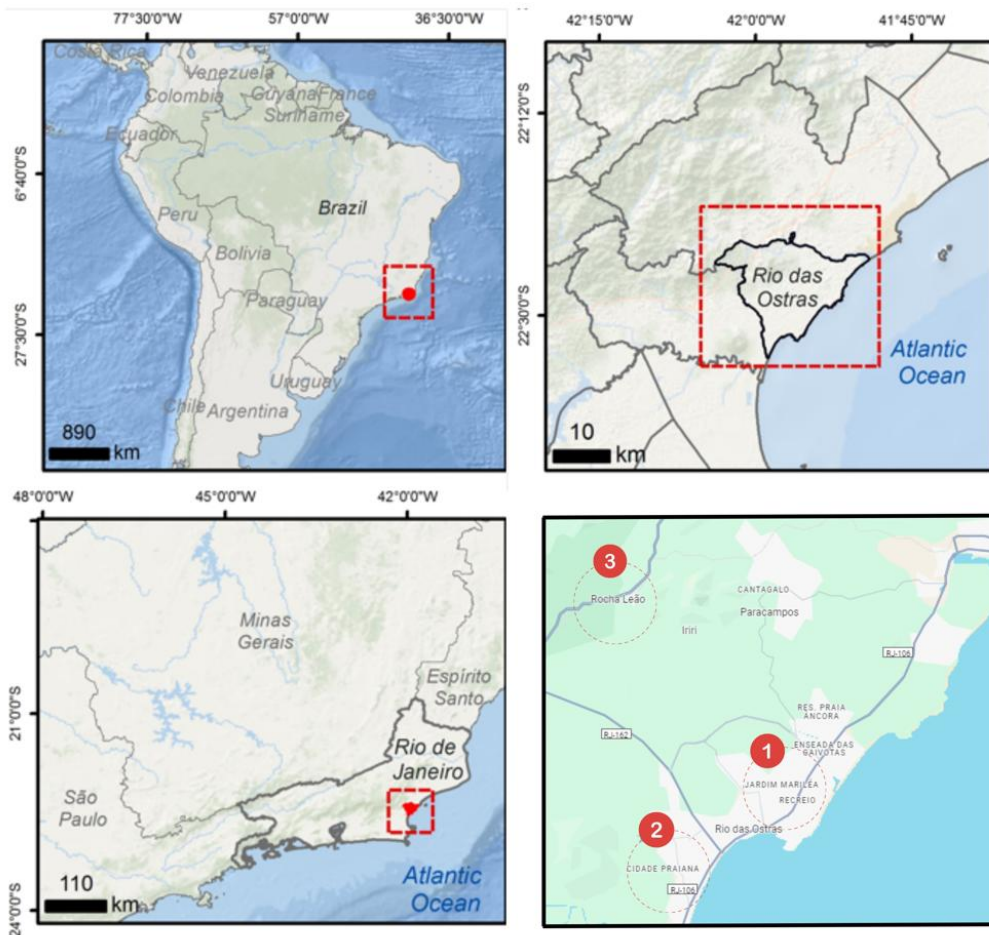 77°30'0"W 57°0'0"W 36°30'0"W
6°40'0"S
27°30'0"S
Costa Rica
Venezuela
Colombia
Guyana
France
Suriname
Ecuador
Brazil
Peru
Bolivia
Paraguay
Uruguay
Chile
Argentina
890
km
42°15'0"W 42°0'0"W 41°45'0"W
22°12'0"S
22°30'0"S
Rio das
Ostras
Atlantic
Ocean
10
km
48°0'0"W 45°0'0"W 42°0'0"W
21°0'0"S
24°0'0"S
Minas
Gerais
Espírito
Santo
Rio de
Janeiro
São
Paulo
Atlantic
Ocean
110
km
3
Rocha Leão
CANTAGALO
Paracampos
Iriri
RJ-106
RES. PRAIA
ÂNCORA
RJ-162
ENSEADA DAS
GAIVOTAS
1
JARDIM MARILÉA
RECREIO
2
Rio das Ostras
CIDADE PRAIANA
RJ-106